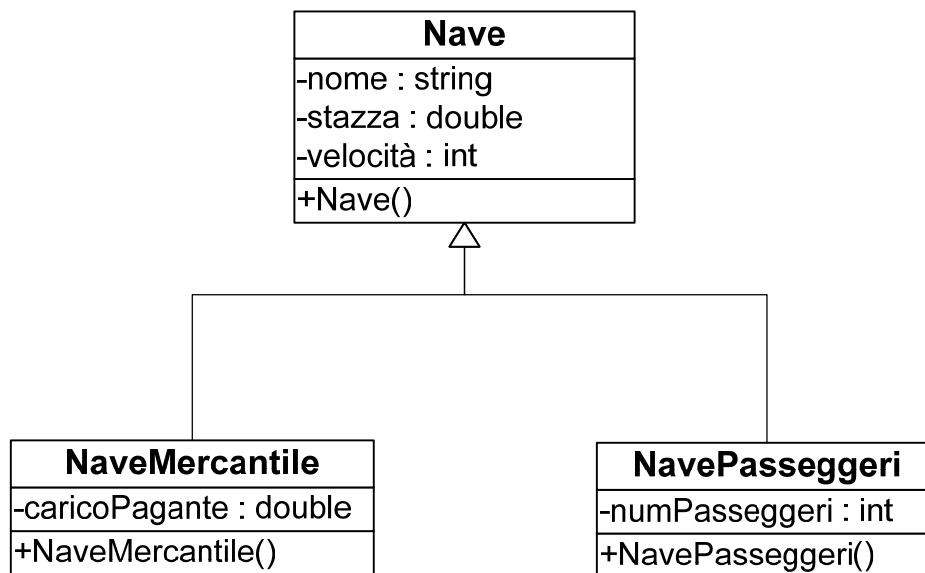 Nave
-nome : string
-stazza : double
-velocità : int
+Nave()
NaveMercantile
-caricoPagante : double
+NaveMercantile()
NavePasseggeri
-numPasseggeri : int
+NavePasseggeri()